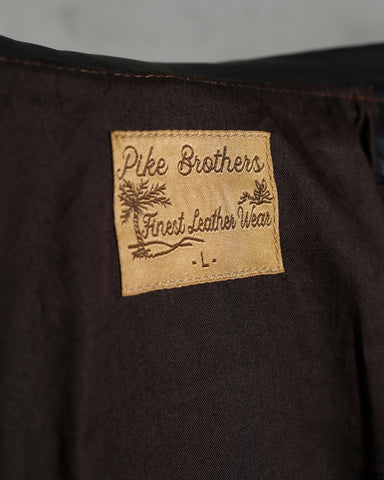 Pike Brothers
Finest Leather Wear
-L-